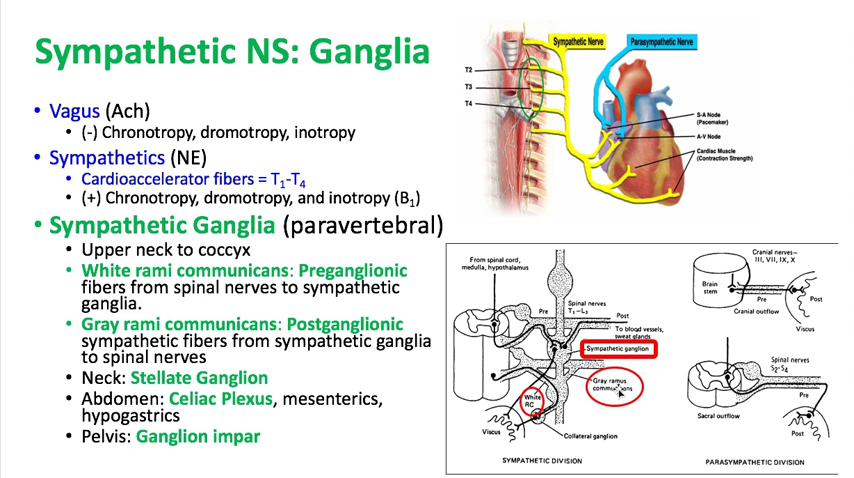 Sympathetic NS: Ganglia
• Vagus (Ach)
• (-) Chronotropy, dromotropy, inotropy
• Sympathetics (NE)
• Cardioaccelerator fibers = T1-T4
• (+) Chronotropy, dromotropy, and inotropy (B1)
• Sympathetic Ganglia (paravertebral)
• Upper neck to coccyx
• White rami communicans: Preganglionic
fibers from spinal nerves to sympathetic
ganglia.
• Gray rami communicans: Postganglionic
sympathetic fibers from sympathetic ganglia
to spinal nerves
• Neck: Stellate Ganglion
• Abdomen: Celiac Plexus, mesenterics,
hypogastrics
• Pelvis: Ganglion impar
Sympathetic Nerve
Parasympathetic Nerve
T2
T3
T4
S-A Node
(Pacemaker)
A-V Node
Cardiac Muscle
(Contraction Strength)
From spinal cord,
medulla, hypothalamus
Pre
Spinal nerves
T1-L3
Post
To blood vessels,
sweat glands
Sympathetic ganglion
Gray ramus
communicans
White
RC
Viscus
Collateral ganglion
SYMPATHETIC DIVISION
Cranial nerves-
III, VII, IX, X
Brain
stem
Pre
Post
Cranial outflow
Viscus
Spinal nerves
S2-S4
Pre
Sacral outflow
Post
PARASYMPATHETIC DIVISION